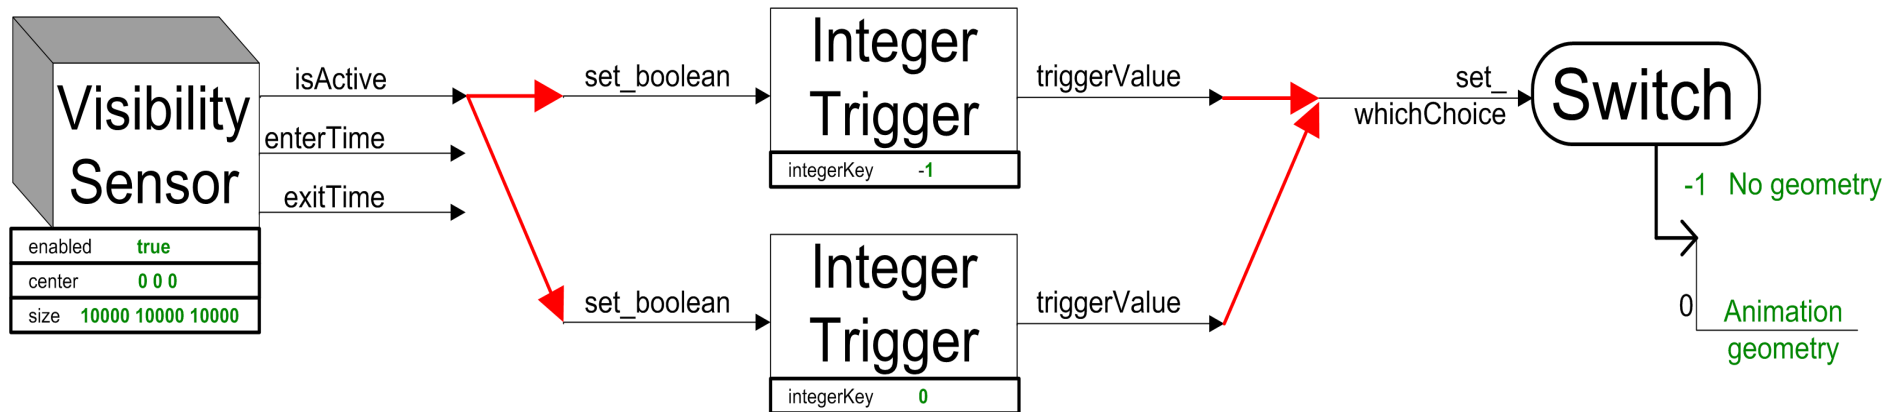 Visibility
Sensor
isActive
enterTime
exitTime
enabled true
center 0 0 0
size 10000 10000 10000
set_boolean
Integer
Trigger
integerKey -1
triggerValue
set_boolean
Integer
Trigger
integerKey 0
triggerValue
set_
whichChoice
Switch
-1 No geometry
0 Animation
geometry